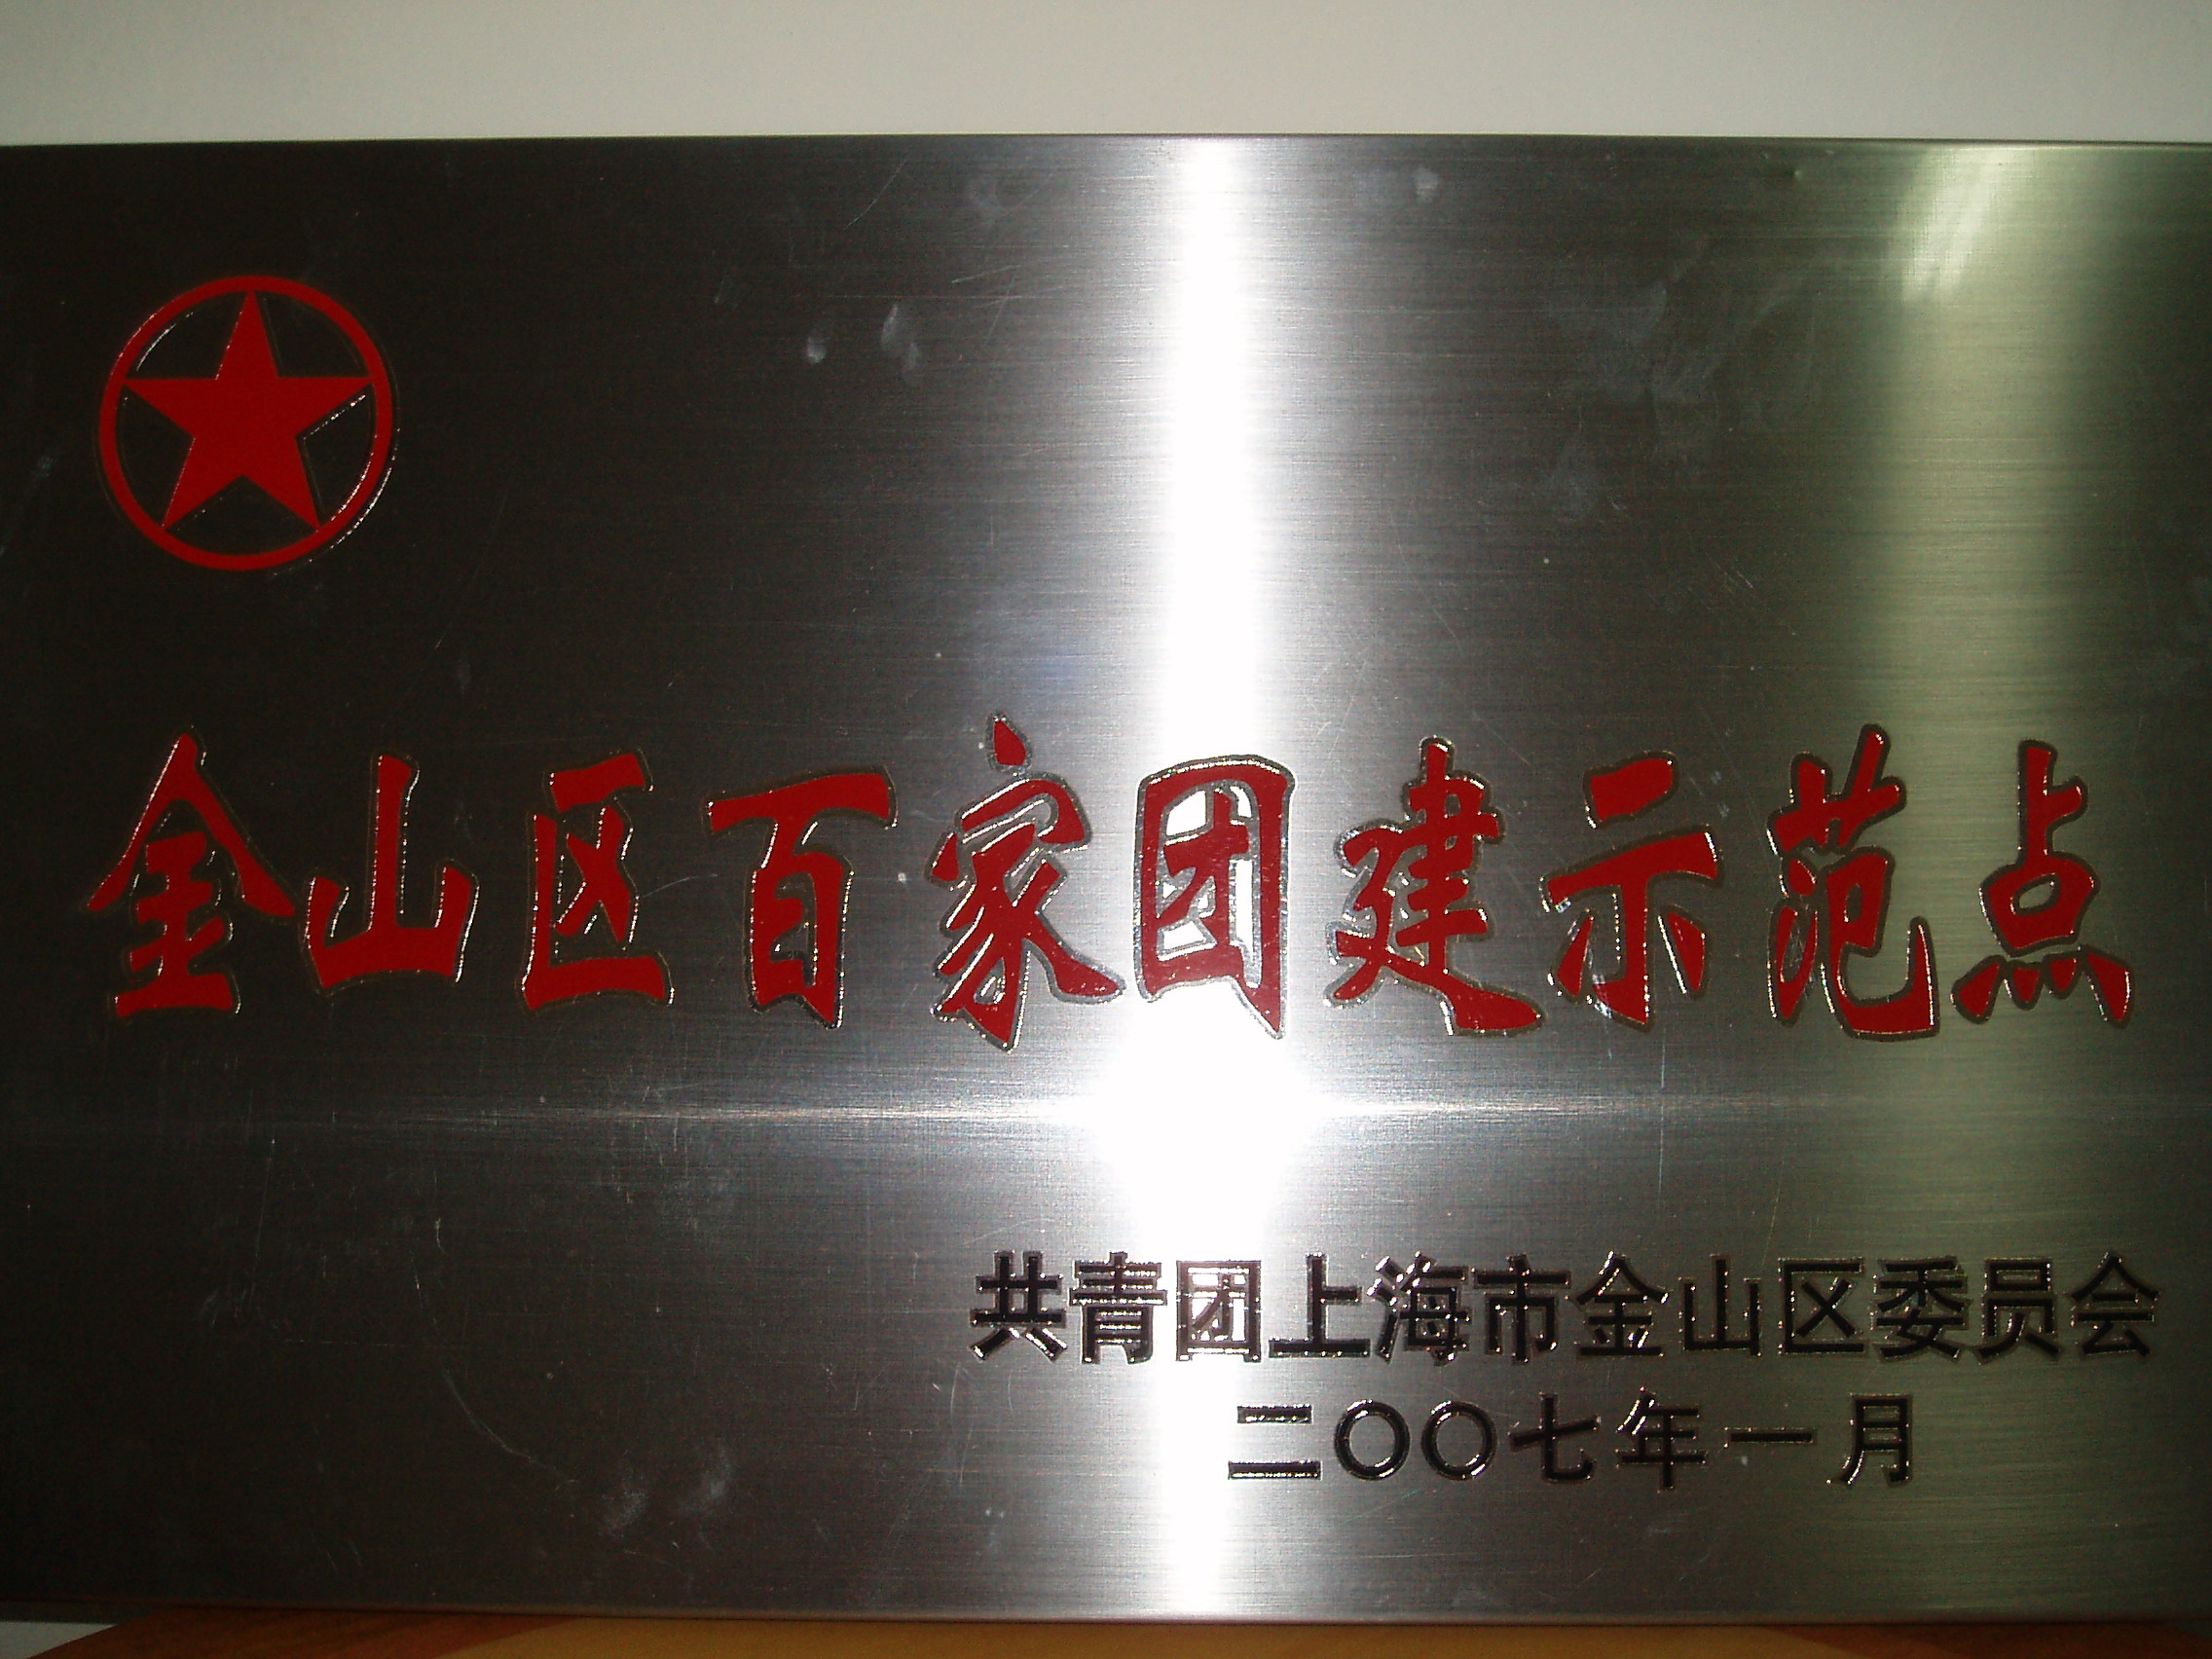 金山区百家团建示范点
共青团上海市金山区委员会
二〇〇七年一月